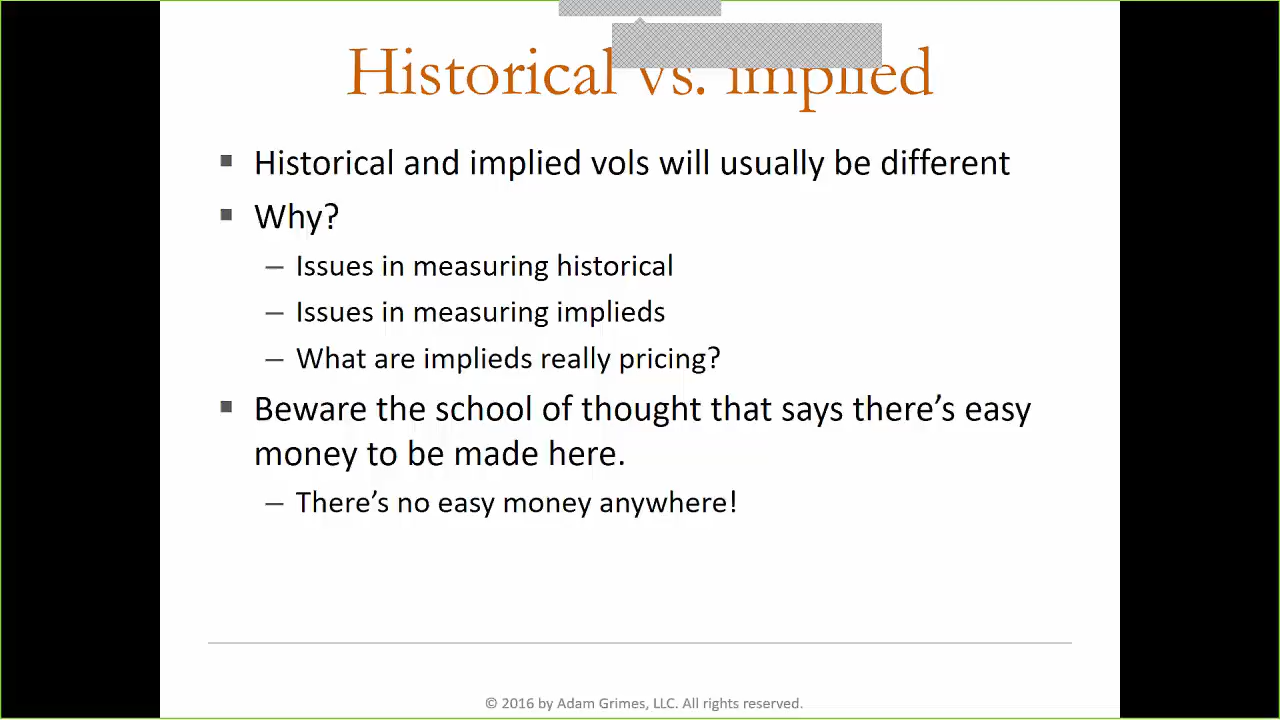 Historical vs. implied
Historical and implied vols will usually be different
Why?
– Issues in measuring historical
– Issues in measuring implieds
– What are implieds really pricing?
Beware the school of thought that says there’s easy
money to be made here.
– There’s no easy money anywhere!
© 2016 by Adam Grimes, LLC. All rights reserved.